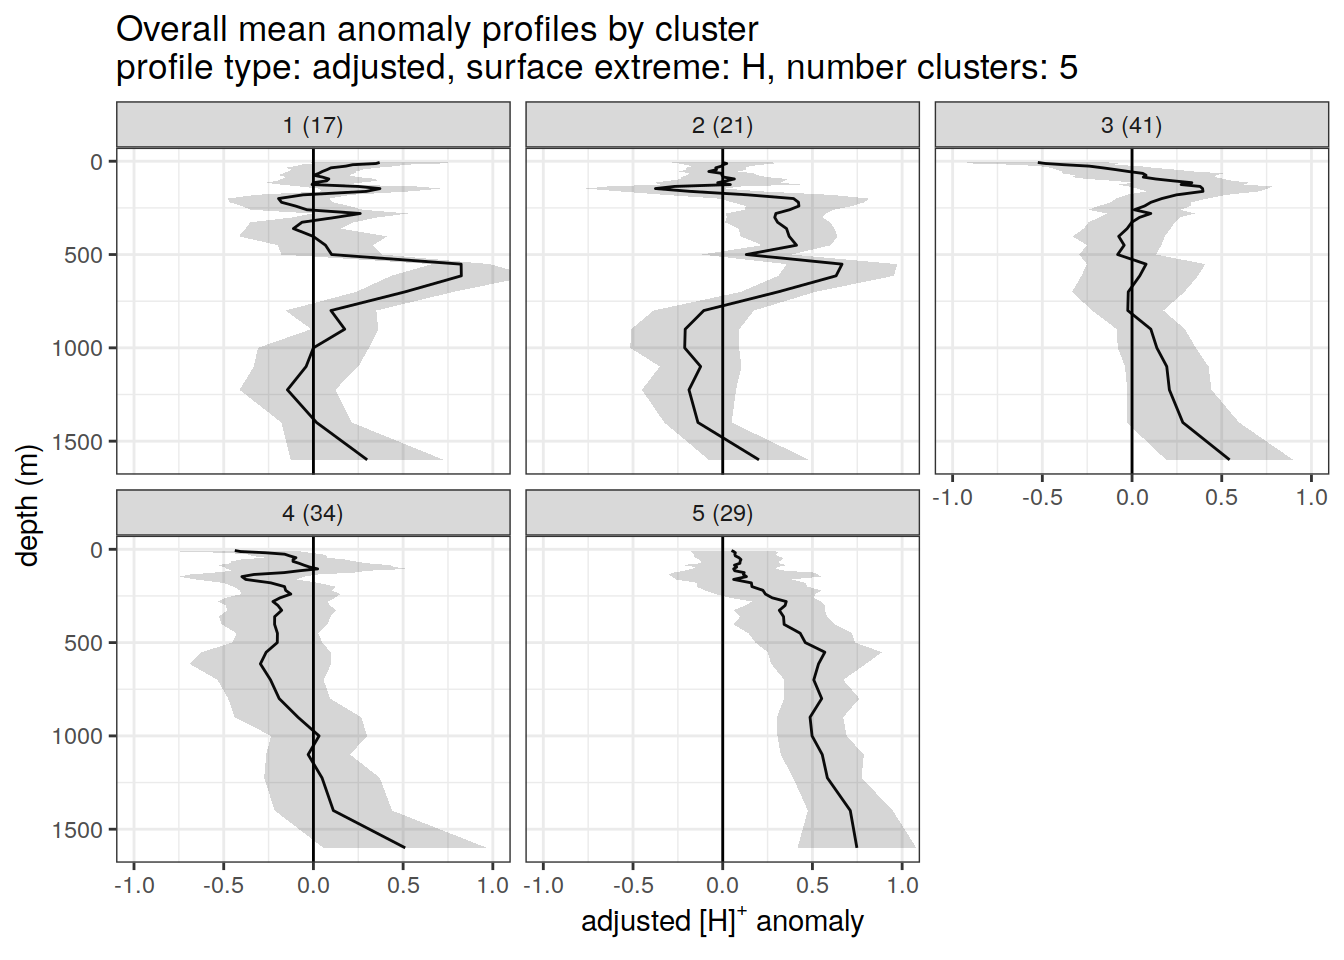 Overall mean anomaly profiles by cluster
profile type: adjusted, surface extreme: H, number clusters: 5
1 (17)
2 (21)
3 (41)
0
500
1000
1500
-1.0 -0.5 0.0 0.5 1.0
4 (34)
5 (29)
0
500
1000
1500
-1.0 -0.5 0.0 0.5 1.0
-1.0 -0.5 0.0 0.5 1.0
depth (m)
adjusted [H]⁺ anomaly